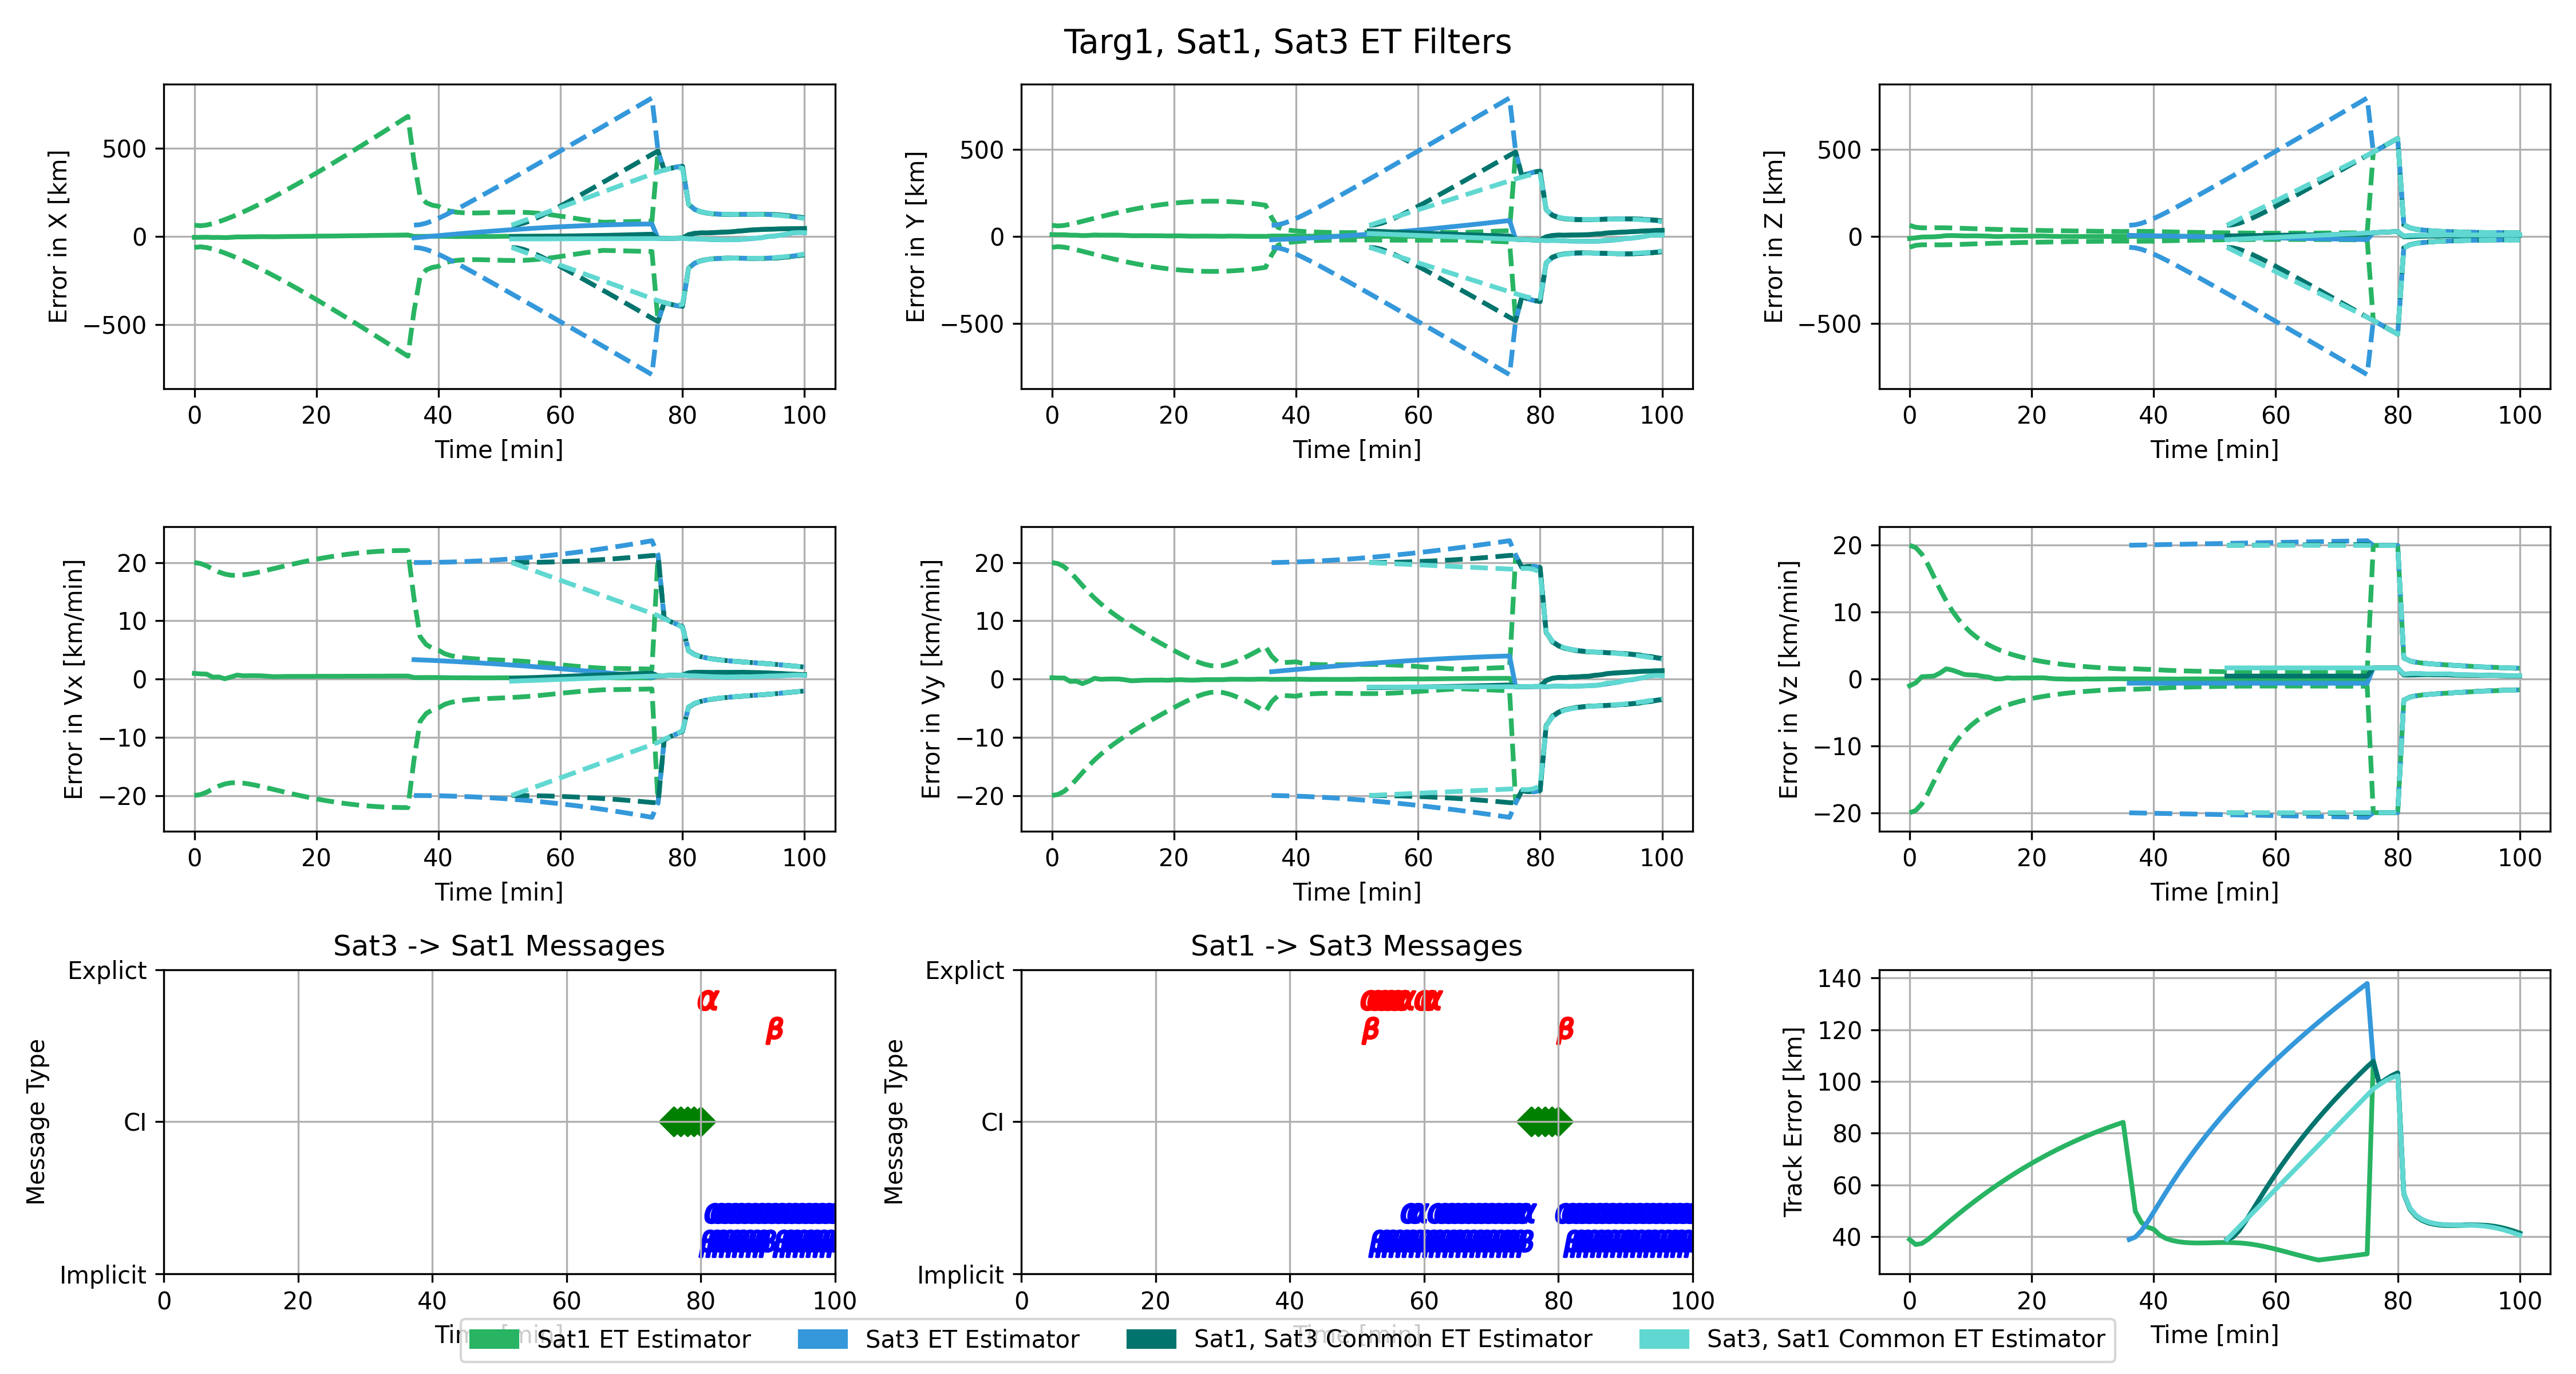 Targ1, Sat1, Sat3 ET Filters
Error in X [km]
500
0
−500
0 20 40 60 80 100
Time [min]
Error in Y [km]
500
0
−500
0 20 40 60 80 100
Time [min]
Error in Z [km]
500
0
−500
0 20 40 60 80 100
Time [min]
Error in Vx [km/min]
20
10
0
−10
−20
0 20 40 60 80 100
Time [min]
Error in Vy [km/min]
20
10
0
−10
−20
0 20 40 60 80 100
Time [min]
Error in Vz [km/min]
20
10
0
−10
−20
0 20 40 60 80 100
Time [min]
Sat3 -> Sat1 Messages
Message Type
Explict
α
β
CI
Implicit
0 20 40 60 80 100
Sat1 -> Sat3 Messages
Message Type
Explict
α
β β
CI
Implicit
0 20 40 60 80 100
Track Error [km]
140
120
100
80
60
40
0 20 40 60 80 100
Time [min]
Sat1 ET Estimator
Sat3 ET Estimator
Sat1, Sat3 Common ET Estimator
Sat3, Sat1 Common ET Estimator